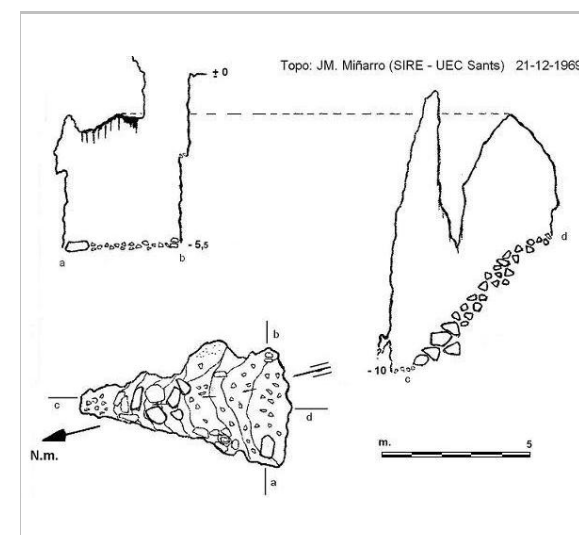 ± 0
Topo: JM. Miñarro (SIRE - UEC Sants) 21-12-1969
- 5,5
a
b
d
- 10
c
b
c
d
N.m.
a
m.
5